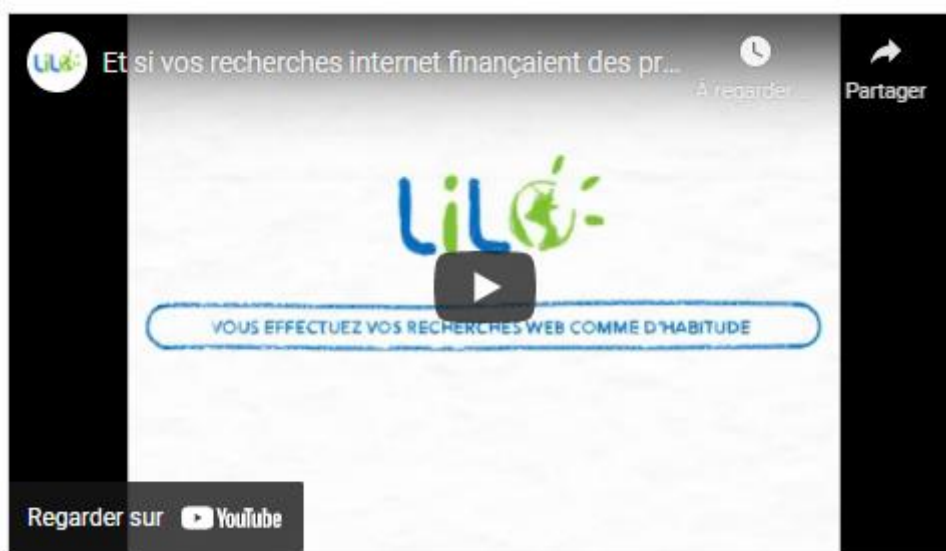 LiLO
Et si vos recherches internet finançaient des pr...
À regarder ...
Partager
LiLO
VOUS EFFECTUEZ VOS RECHERCHES WEB COMME D'HABITUDE
Regarder sur YouTube